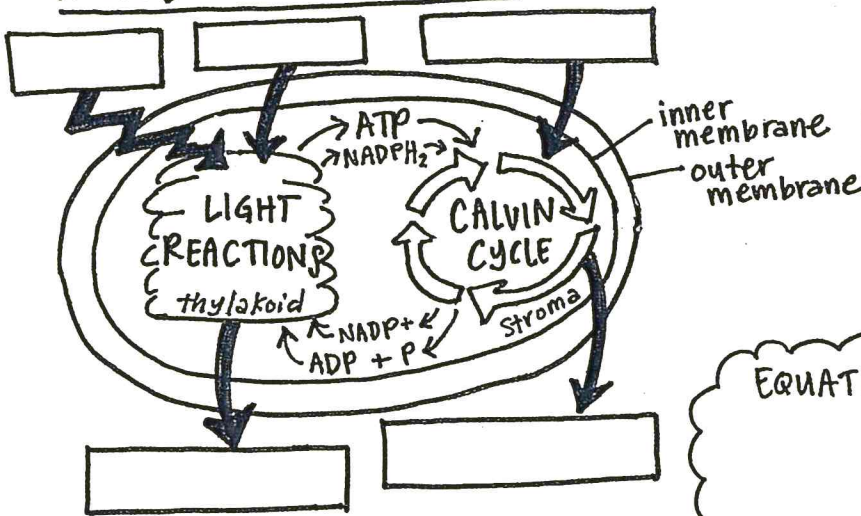 ATP
NADPH₂
inner
membrane
outer
membrane
LIGHT
REACTIONS
thylakoid
CALVIN
CYCLE
stroma
NADP+
ADP + P
EQUAT